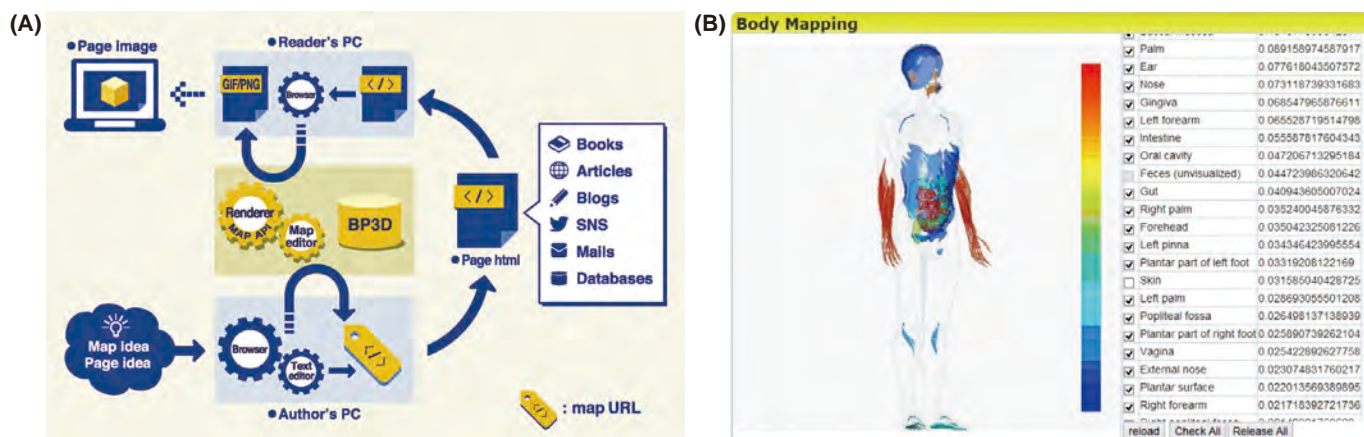 (A)
Page Image
Reader's PC
GIF/PNG
Browser
</>
Renderer
MAP API
Map
editor
BP3D
</>
Page html
Books
Articles
Blogs
SNS
Mails
Databases
Map idea
Page idea
Browser
Text
editor
</>
Author's PC
</> : map URL
(B)
Body Mapping
Palm 0.089158974587917
Ear 0.077618043507572
Nose 0.073118739331683
Gingiva 0.068547965876611
Left forearm 0.065528719514798
Intestine 0.055587817604343
Oral cavity 0.047206713295184
Feces (unvisualized) 0.044723986320642
Gut 0.040943605007024
Right palm 0.035240045876332
Forehead 0.035042325081226
Left pinna 0.034346423995554
Plantar part of left foot 0.03319208122169
Skin 0.031585040428725
Left palm 0.028693055501208
Popliteal fossa 0.026498137138939
Plantar part of right foot 0.025890739262104
Vagina 0.025422892627758
External nose 0.023074831760217
Plantar surface 0.022013569389895
Right forearm 0.021718392721736
reload Check All Release All